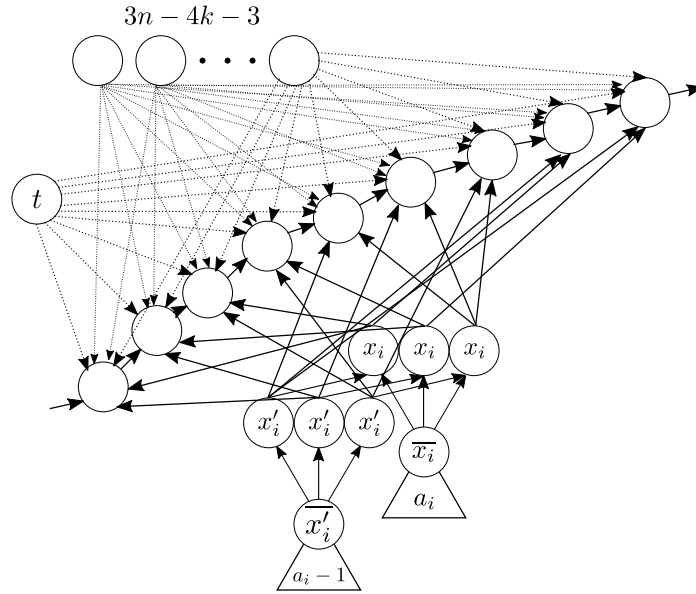 3n − 4k − 3
. . .
t
x_i x_i x_i
x'_i x'_i x'_i
\overline{x_i}
a_i
\overline{x'_i}
a_i − 1